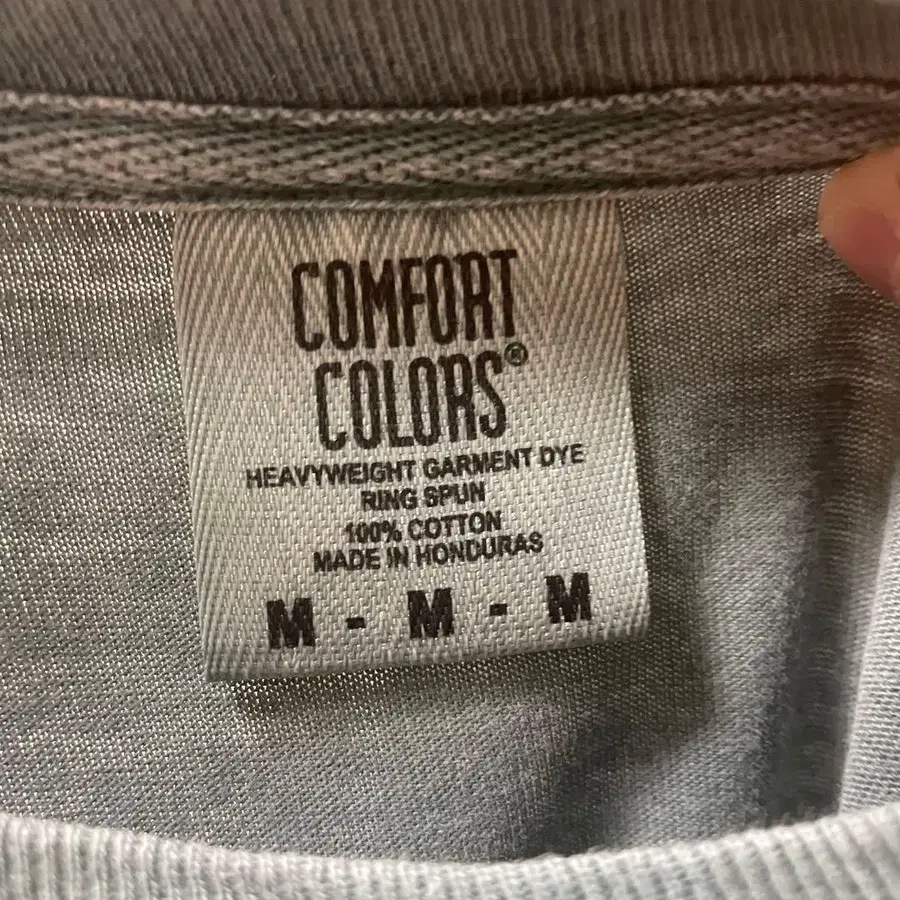 COMFORT
COLORS®
HEAVYWEIGHT GARMENT DYE
RING SPUN
100% COTTON
MADE IN HONDURAS
M - M - M